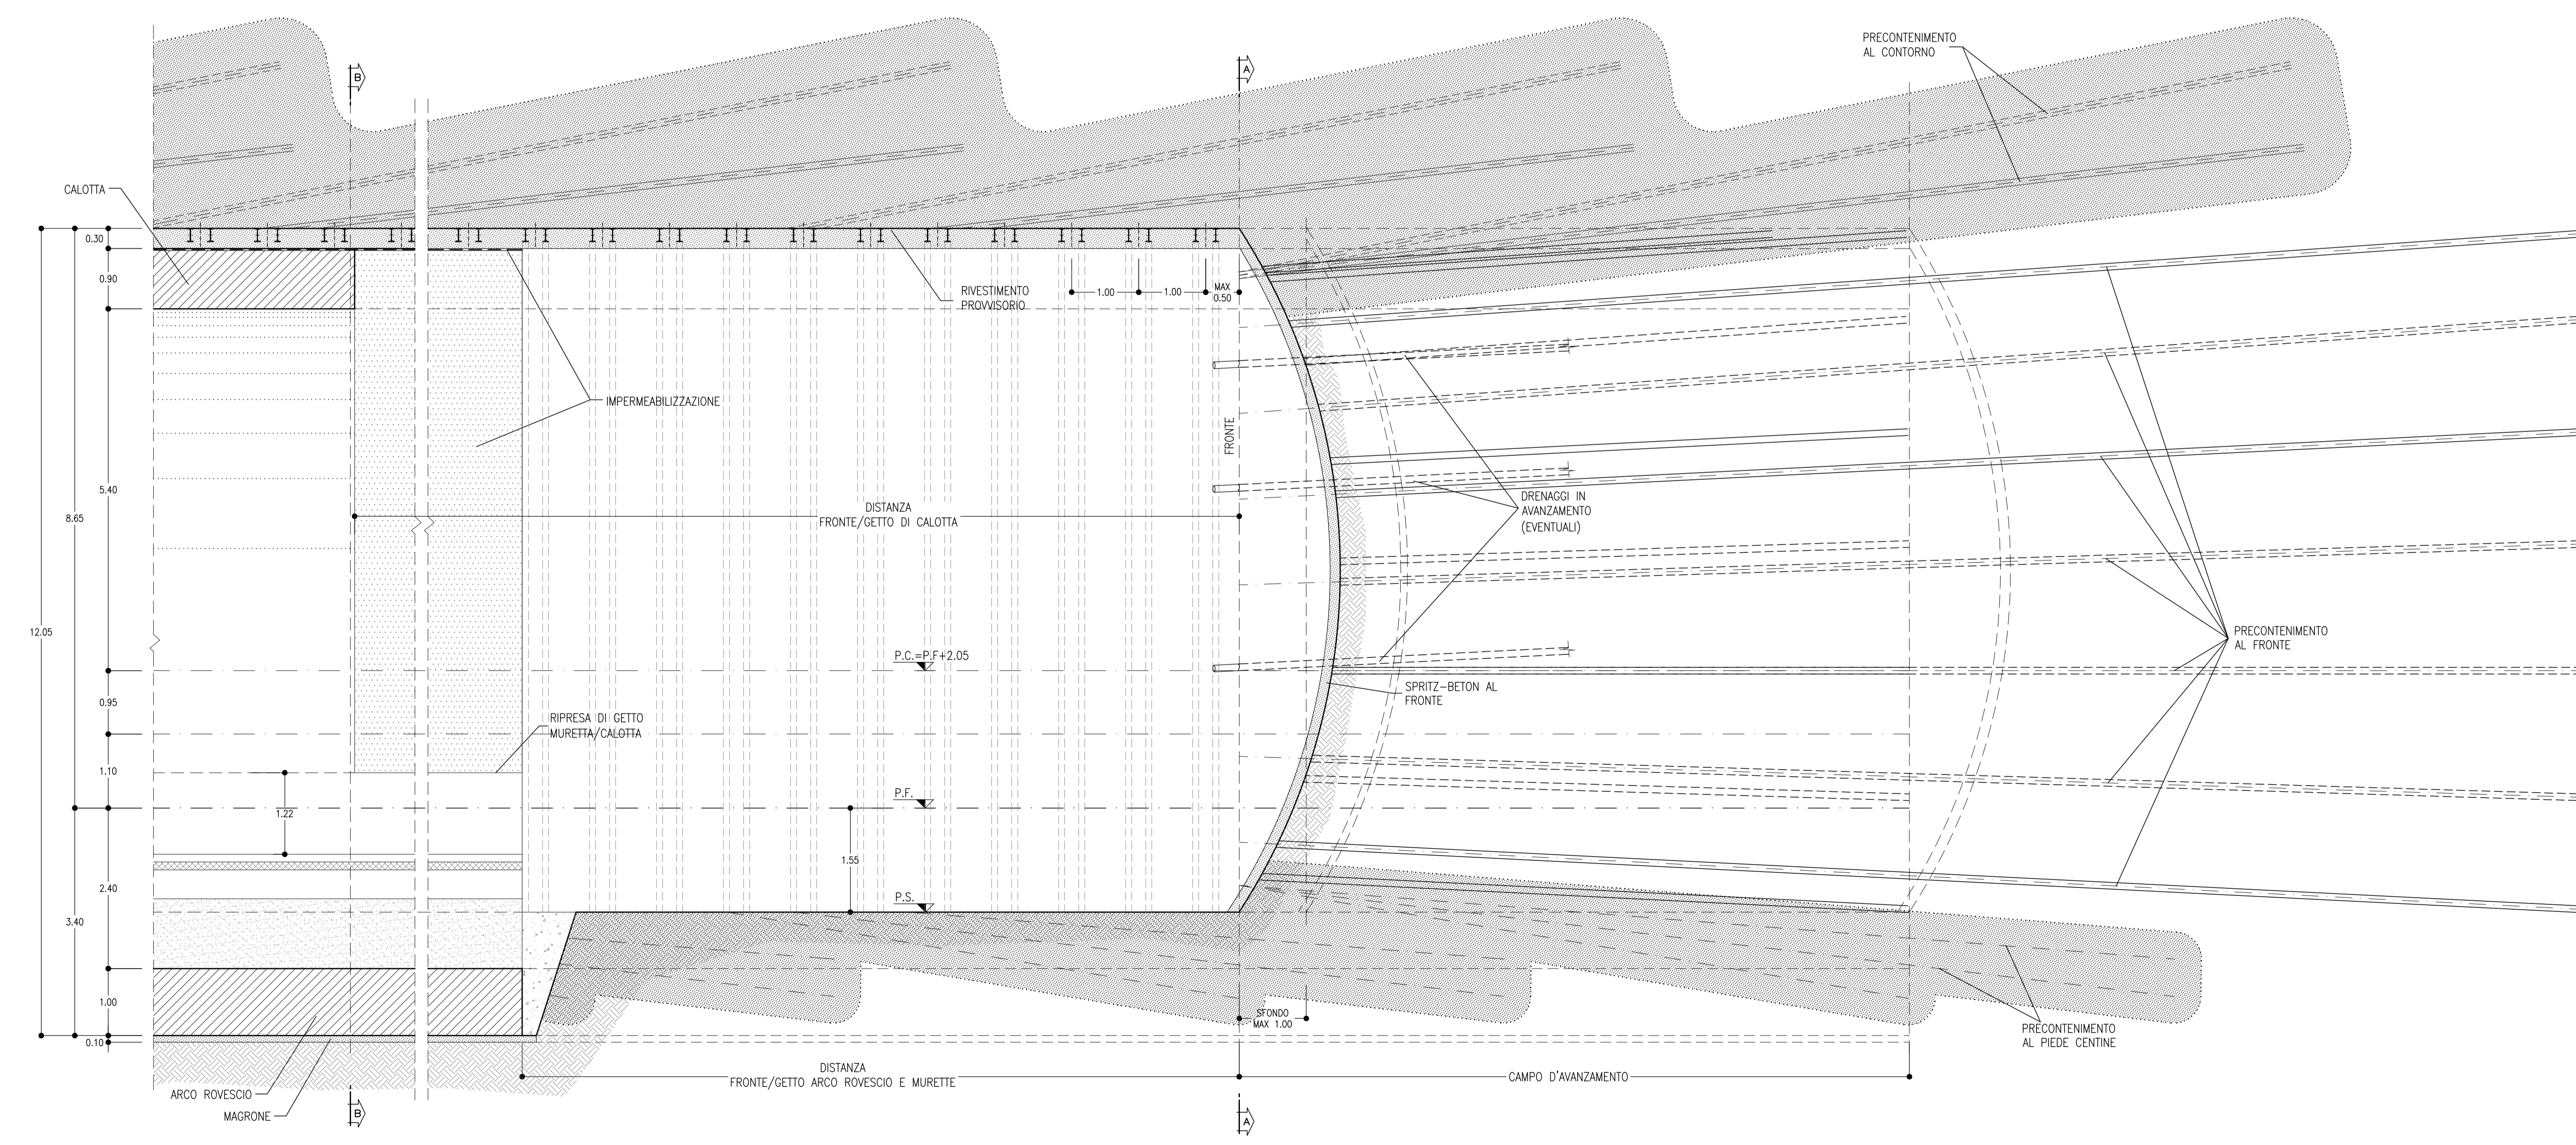 PRECONTENIMENTO
AL CONTORNO
B
A
CALOTTA
0.30
0.90
RIVESTIMENTO
PROVVISORIO
1.00
1.00
MAX
0.50
IMPERMEABILIZZAZIONE
FRONTE
5.40
8.65
DISTANZA
FRONTE/GETTO DI CALOTTA
DRENAGGI IN
AVANZAMENTO
(EVENTUALI)
12.05
PRECONTENIMENTO
AL FRONTE
P.C.=P.F+2.05
SPRITZ-BETON AL
FRONTE
0.95
RIPRESA DI GETTO
MURETTA/CALOTTA
1.10
1.22
P.F.
1.55
2.40
P.S.
3.40
1.00
SFONDO
MAX 1.00
PRECONTENIMENTO
AL PIEDE CENTINE
0.10
DISTANZA
FRONTE/GETTO ARCO ROVESCIO E MURETTE
CAMPO D'AVANZAMENTO
ARCO ROVESCIO
MAGRONE
B
A